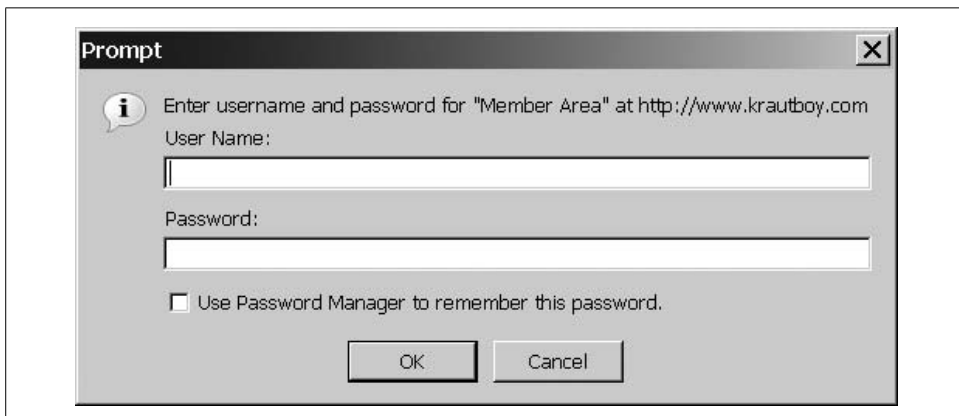 Prompt
Enter username and password for "Member Area" at http://www.krautboy.com
User Name:
Password:
Use Password Manager to remember this password.
OK
Cancel